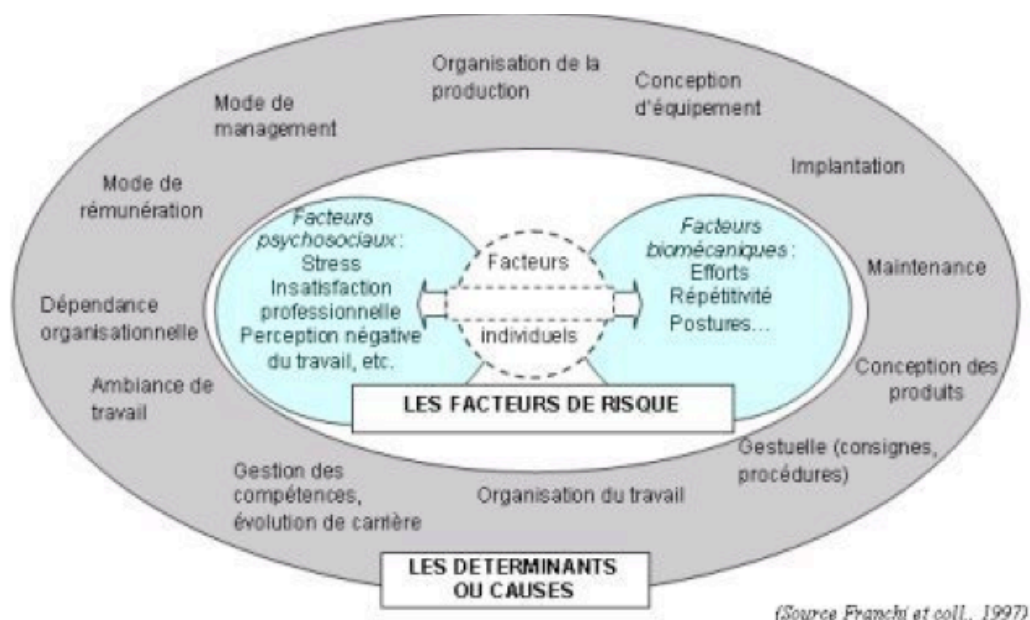 Organisation de la
production
Conception
d'équipement
Mode de
management
Implantation
Mode de
rémunération
Facteurs
psychosociaux :
Stress
Insatisfaction
professionnelle
Perception négative
du travail, etc.
Facteurs
individuels
Facteurs
biomécaniques :
Efforts
Répétitivité
Postures...
Maintenance
Dépendance
organisationnelle
Ambiance de
travail
Conception des
produits
LES FACTEURS DE RISQUE
Gestuelle (consignes,
procédures)
Gestion des
compétences,
évolution de carrière
Organisation du travail
LES DETERMINANTS
OU CAUSES
(Source Franchi et coll., 1997)